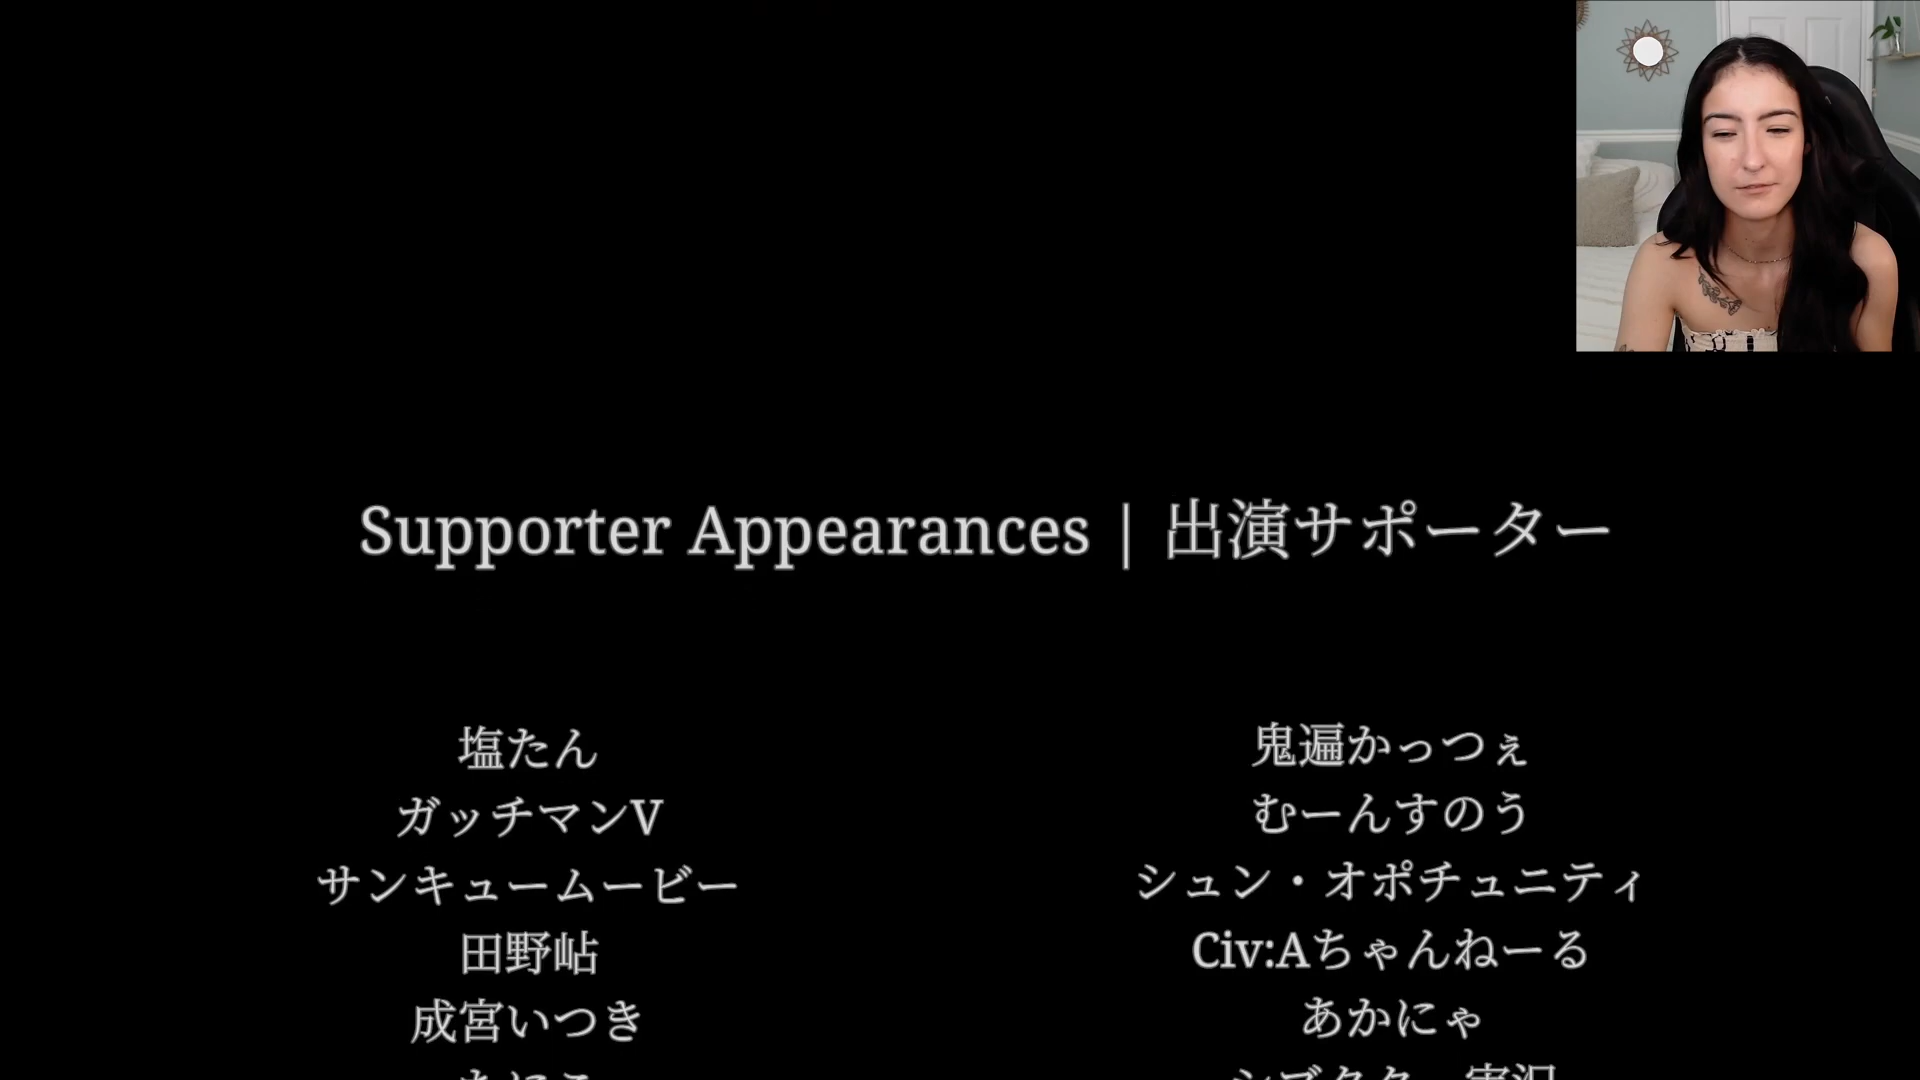 Supporter Appearances | 出演サポーター
塩たん
鬼遍かっつぇ
ガッチマンV
むーんすのう
サンキュームービー
シュン・オポチュニティ
田野岾
Civ:Aちゃんねーる
成宮いつき
あかにゃ